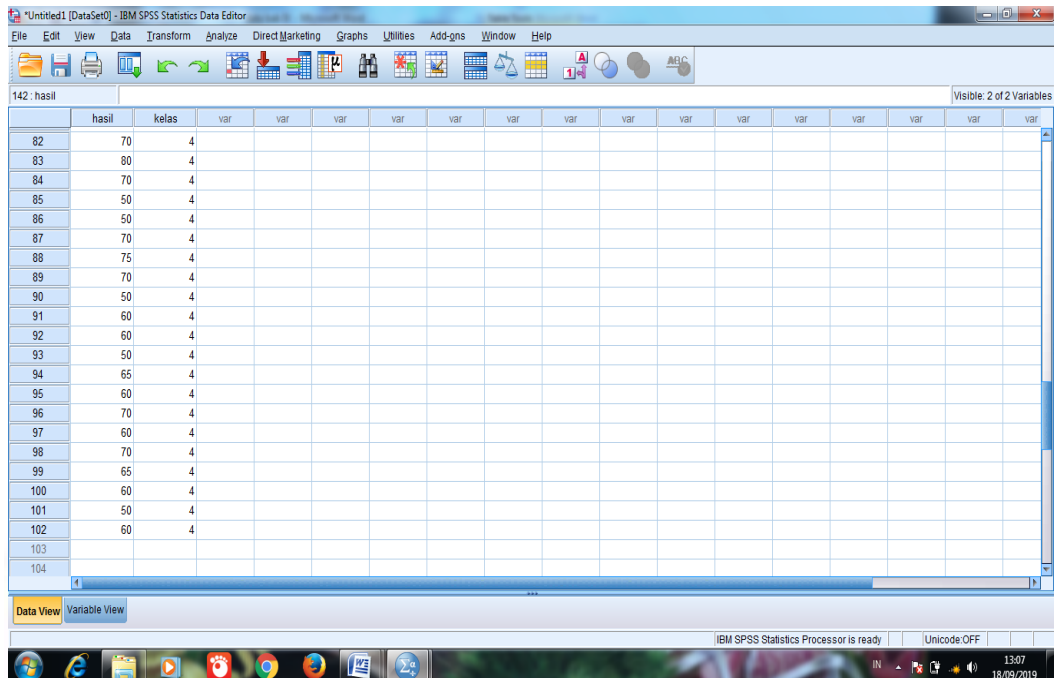 *Untitled1 [DataSet0] - IBM SPSS Statistics Data Editor
File Edit View Data Transform Analyze Direct Marketing Graphs Utilities Add-ons Window Help
142 : hasil Visible: 2 of 2 Variables
hasil kelas var var var var var var var var var var var var var var var
82 70 4
83 80 4
84 70 4
85 50 4
86 50 4
87 70 4
88 75 4
89 70 4
90 50 4
91 60 4
92 60 4
93 50 4
94 65 4
95 60 4
96 70 4
97 60 4
98 70 4
99 65 4
100 60 4
101 50 4
102 60 4
103
104
Data View Variable View
IBM SPSS Statistics Processor is ready Unicode:OFF
IN 13:07
18/09/2019